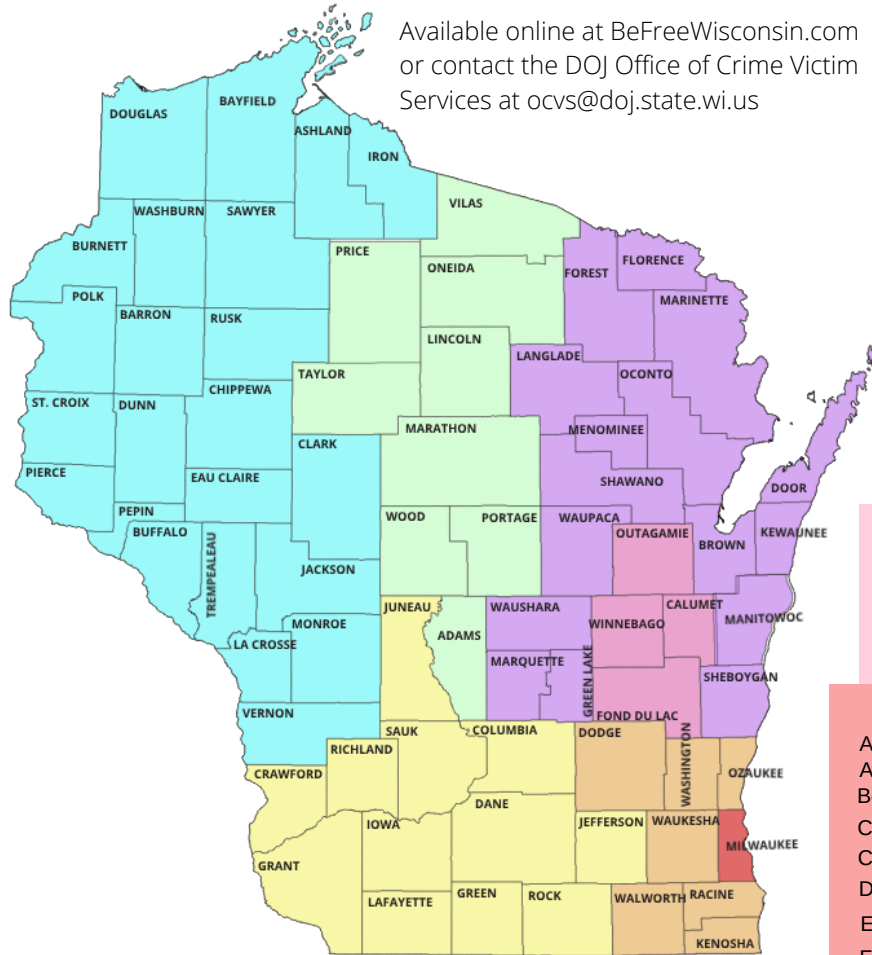 Available online at BeFreeWisconsin.com
or contact the DOJ Office of Crime Victim
Services at ocvs@doj.state.wi.us
DOUGLAS
BAYFIELD
ASHLAND
IRON
VILAS
WASHBURN
SAWYER
BURNETT
PRICE
ONEIDA
FOREST
FLORENCE
MARINETTE
POLK
BARRON
RUSK
LINCOLN
LANGLADE
OCONTO
TAYLOR
CHIPPEWA
ST. CROIX
DUNN
MARATHON
MENOMINEE
CLARK
PIERCE
EAU CLAIRE
SHAWANO
DOOR
PEPIN
BUFFALO
WOOD
PORTAGE
WAUPACA
OUTAGAMIE
BROWN
KEWAUNEE
TREMPEALEAU
JACKSON
JUNEAU
ADAMS
WAUSHARA
WINNEBAGO
CALUMET
MANITOWOC
MONROE
LA CROSSE
MARQUETTE
GREEN LAKE
SHEBOYGAN
VERNON
FOND DU LAC
SAUK
COLUMBIA
DODGE
WASHINGTON
RICHLAND
CRAWFORD
OZAUKEE
DANE
IOWA
JEFFERSON
WAUKESHA
MILWAUKEE
GRANT
LAFAYETTE
GREEN
ROCK
WALWORTH
RACINE
KENOSHA
A
A
B
C
C
D
E